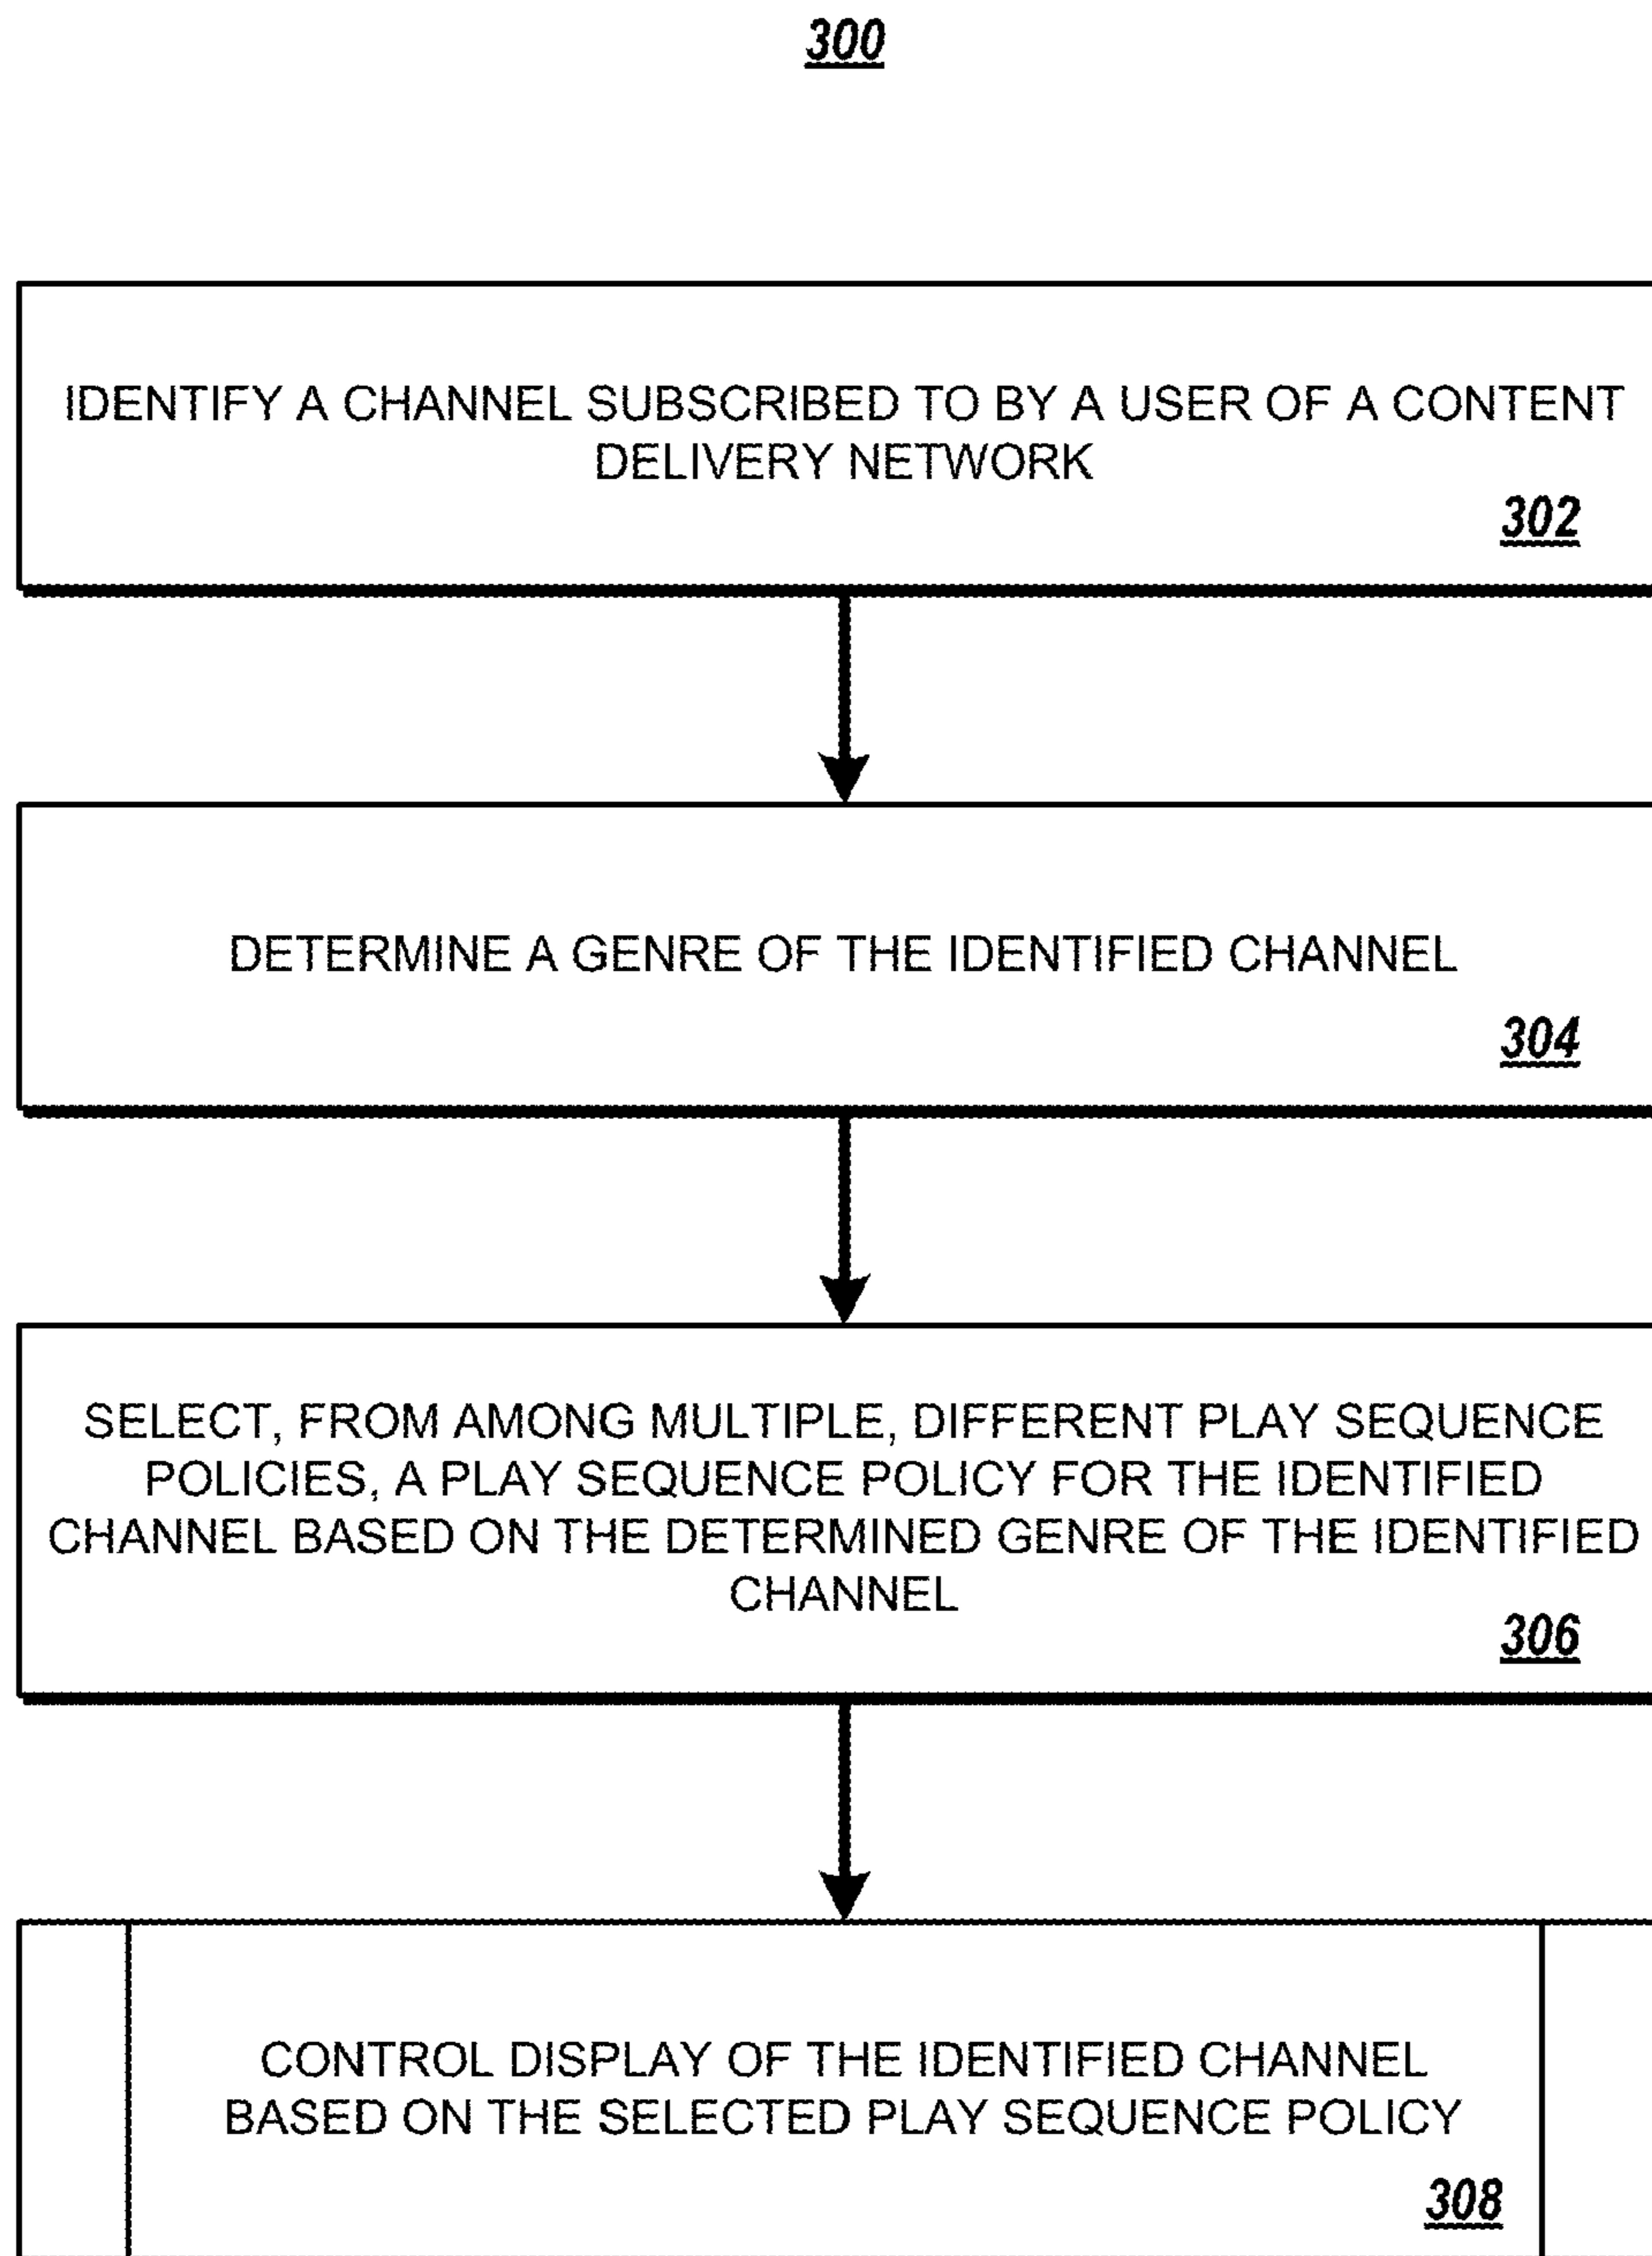 300
IDENTIFY A CHANNEL SUBSCRIBED TO BY A USER OF A CONTENT
DELIVERY NETWORK
302
DETERMINE A GENRE OF THE IDENTIFIED CHANNEL
304
SELECT, FROM AMONG MULTIPLE, DIFFERENT PLAY SEQUENCE
POLICIES, A PLAY SEQUENCE POLICY FOR THE IDENTIFIED
CHANNEL BASED ON THE DETERMINED GENRE OF THE IDENTIFIED
CHANNEL
306
CONTROL DISPLAY OF THE IDENTIFIED CHANNEL
BASED ON THE SELECTED PLAY SEQUENCE POLICY
308